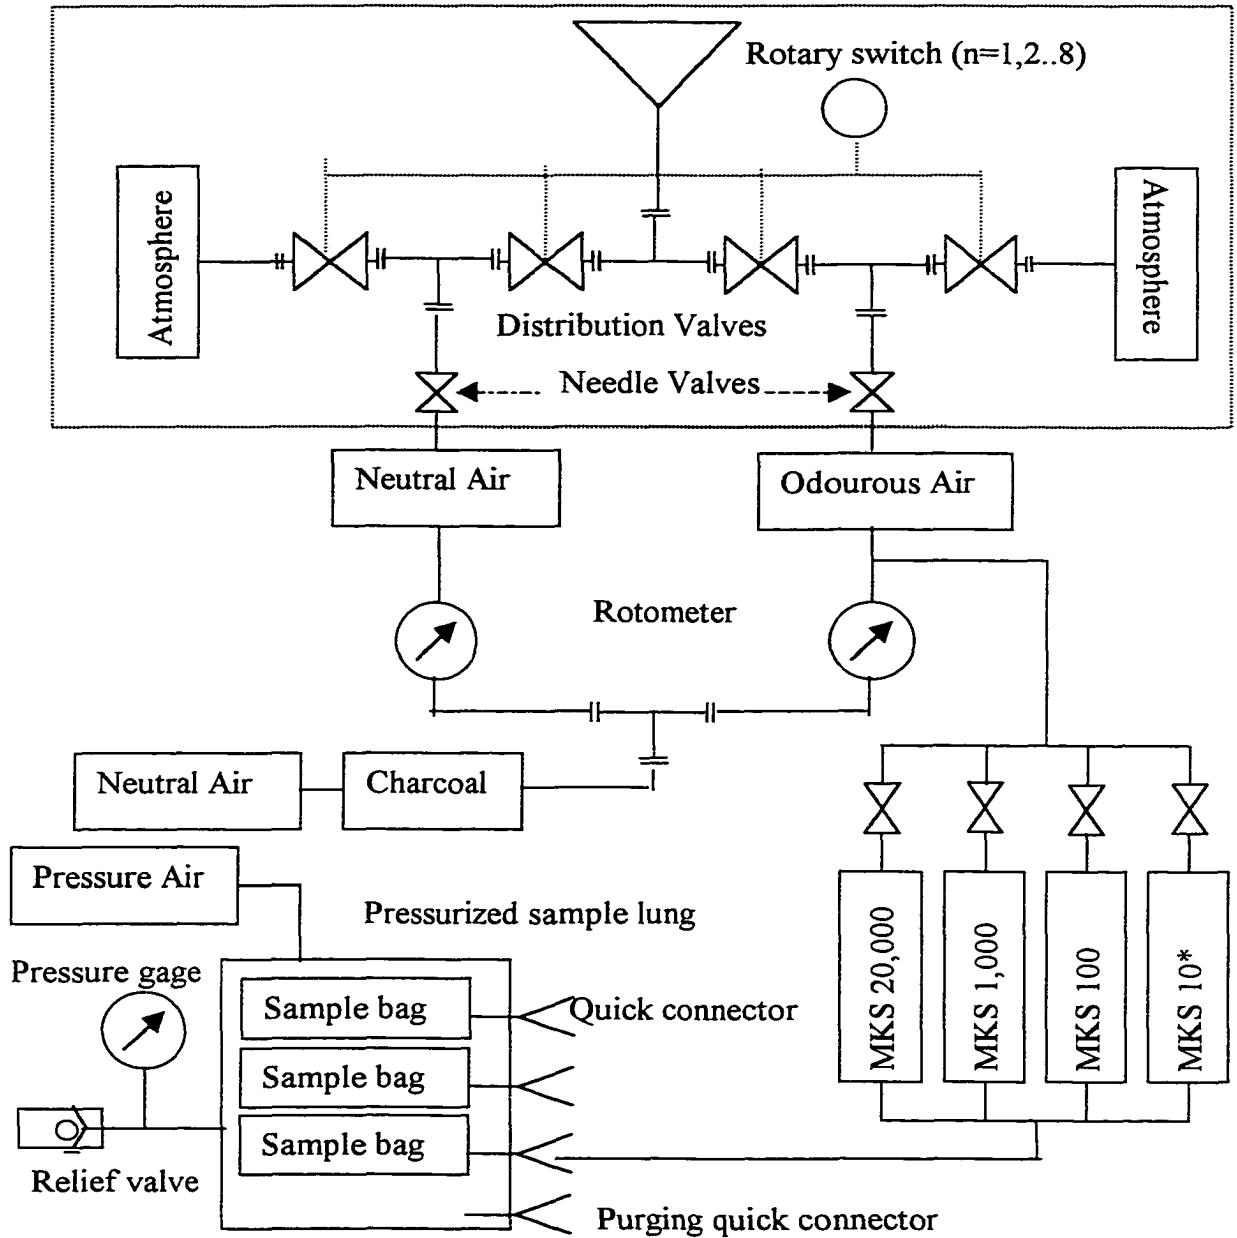 Rotary switch (n=1,2..8)
Atmosphere
Atmosphere
Distribution Valves
Needle Valves
Neutral Air
Odourous Air
Rotometer
Neutral Air
Charcoal
Pressure Air
Pressurized sample lung
MKS 20,000
MKS 1,000
MKS 100
MKS 10*
Pressure gage
Sample bag
Quick connector
Sample bag
Sample bag
Relief valve
Purging quick connector